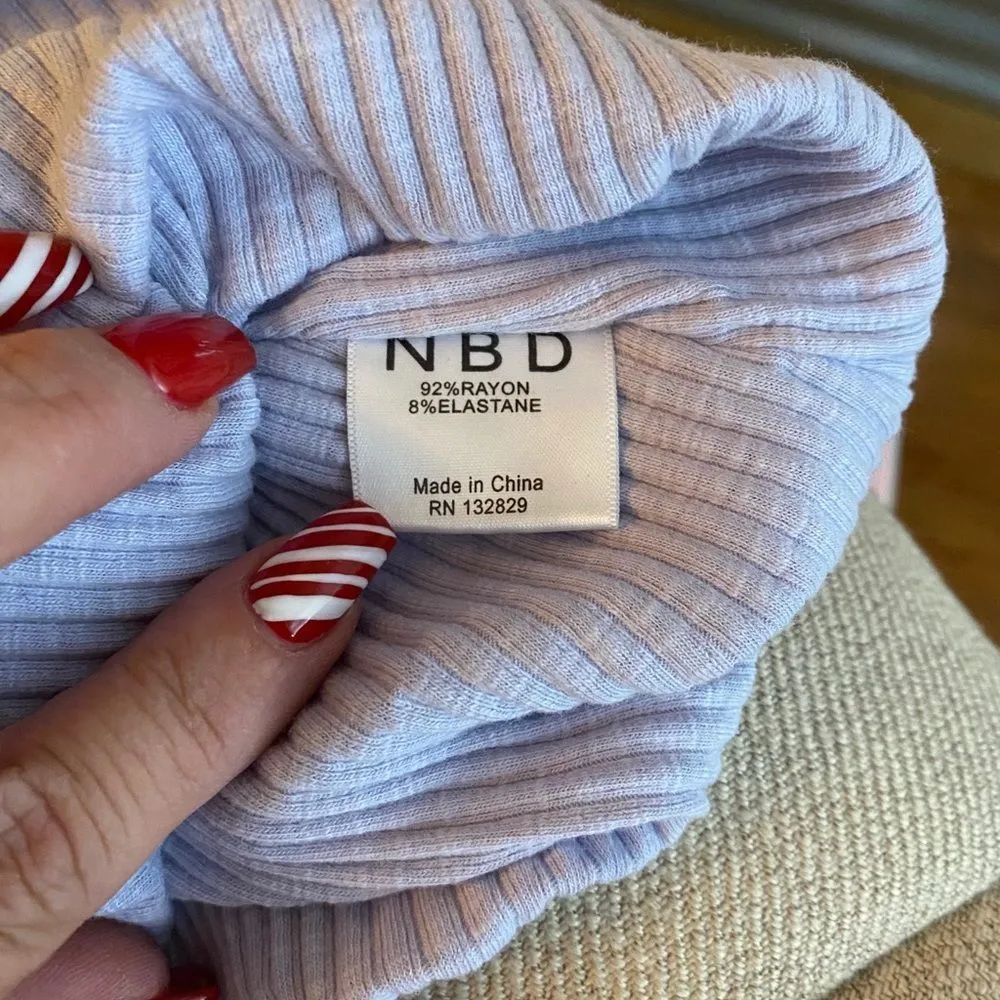 NBD
92%RAYON
8%ELASTANE
Made in China
RN 132829